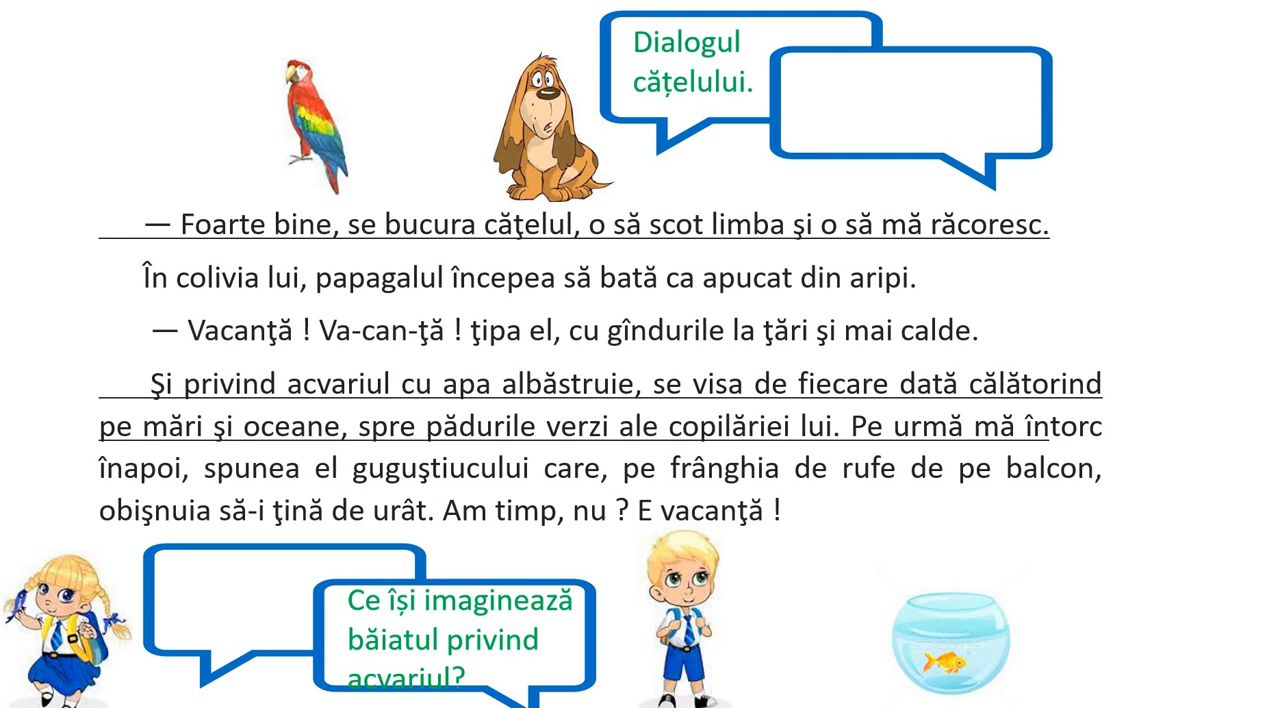 Dialogul
cățelului.
— Foarte bine, se bucura căţelul, o să scot limba şi o să mă răcoresc.
În colivia lui, papagalul începea să bată ca apucat din aripi.
— Vacanţă ! Va-can-ţă ! ţipa el, cu gîndurile la ţări şi mai calde.
Şi privind acvariul cu apa albăstruie, se visa de fiecare dată călătorind
pe mări şi oceane, spre pădurile verzi ale copilăriei lui. Pe urmă mă întorc
înapoi, spunea el guguştiucului care, pe frânghia de rufe de pe balcon,
obişnuia să-i ţină de urât. Am timp, nu ? E vacanţă !
Ce își imaginează
băiatul privind
acvariul?